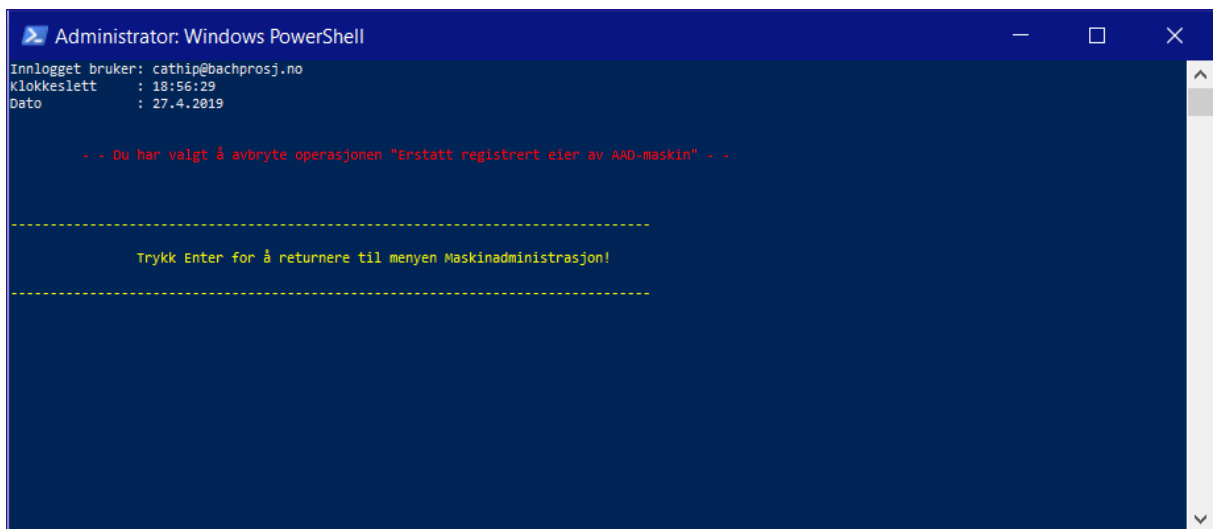 Administrator: Windows PowerShell
Innlogget bruker: cathip@bachprosj.no
Klokkeslett     : 18:56:29
Dato            : 27.4.2019
- - Du har valgt å avbryte operasjonen "Erstatt registrert eier av AAD-maskin" - -
---------------------------------------------------------------------------------
Trykk Enter for å returnere til menyen Maskinadministrasjon!
---------------------------------------------------------------------------------